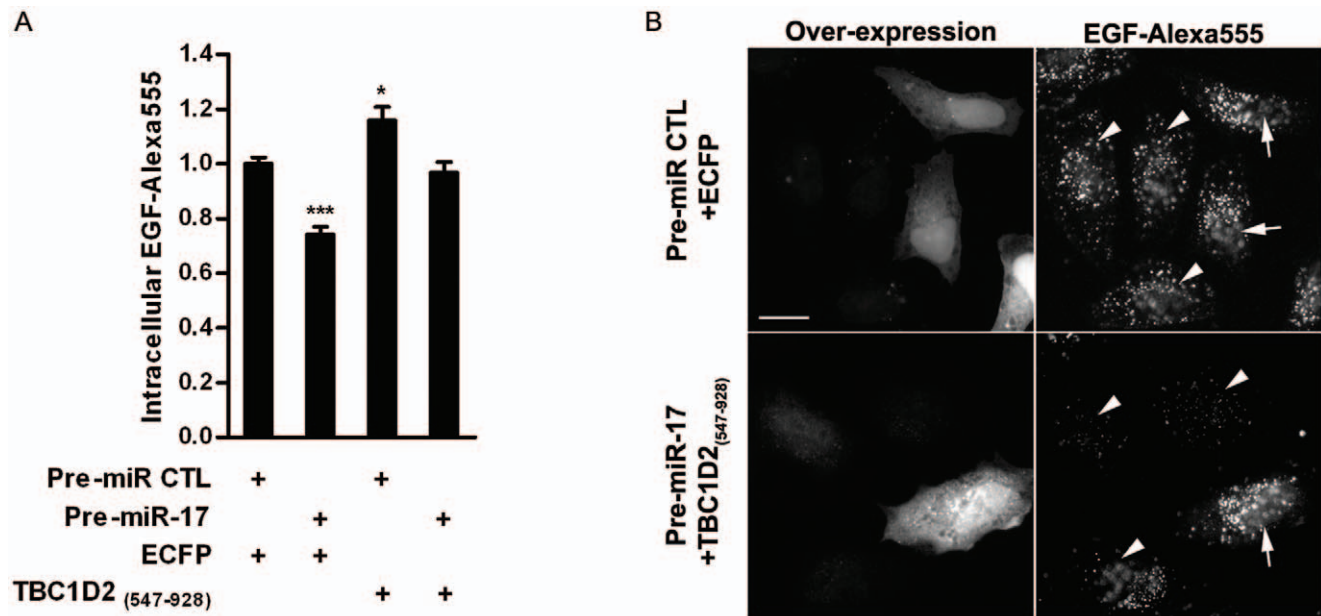 A
Intracellular EGF-Alexa555
1.4
1.2
1.0
0.8
0.6
0.4
0.2
0.0
*
***
*
Pre-miR CTL + +
Pre-miR-17 + +
ECFP + +
TBC1D2 (547-928) + +
B
Over-expression EGF-Alexa555
Pre-miR CTL
+ECFP
Pre-miR-17
+TBC1D2(547-928)